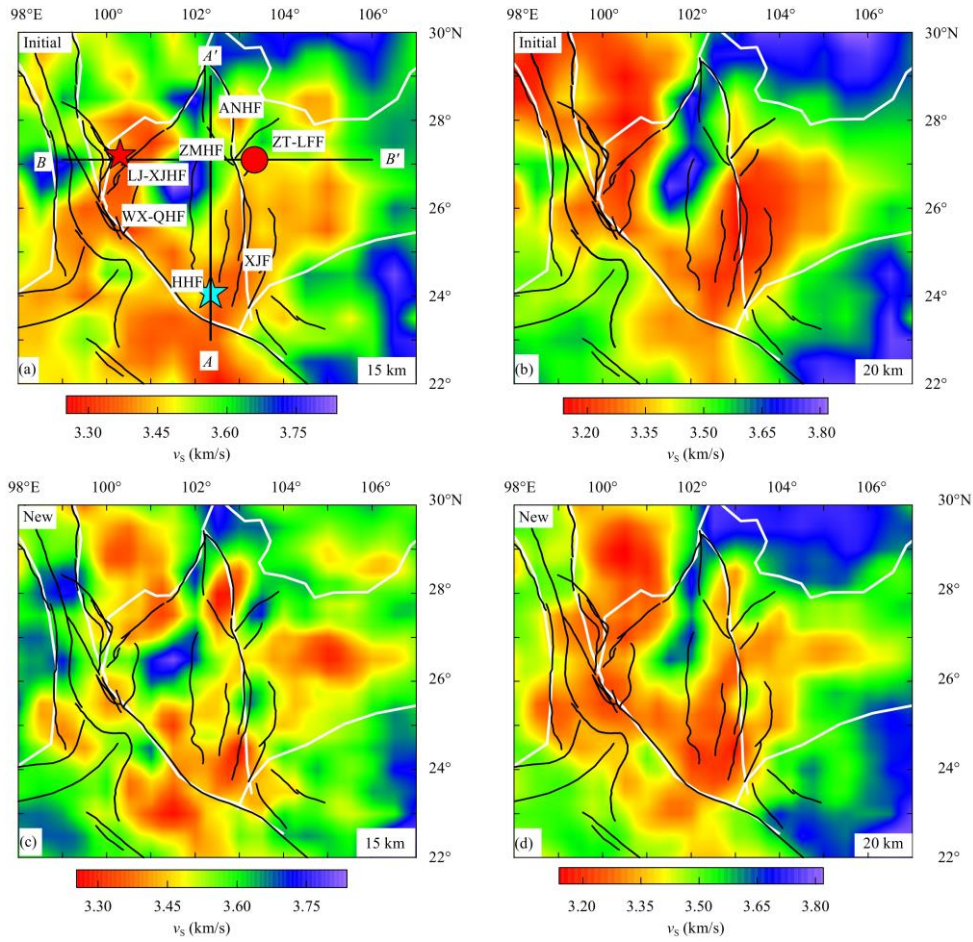 98°E 100° 102° 104° 106°
100° 102° 104° 106°
Initial
30°N
A'
ANHF
28°
ZT-LFF
ZMHF
B
B'
LJ-XJHF
26°
WX-QHF
XJF
HHF
24°
A
(a)
15 km
22°
Initial
30°N
28°
26°
24°
(b)
20 km
22°
3.30 3.45 3.60 3.75
vS (km/s)
3.20 3.35 3.50 3.65 3.80
vS (km/s)
98°E 100° 102° 104° 106°
98°E 100° 102° 104° 106°
New
30°N
28°
26°
24°
(c)
15 km
22°
New
30°N
28°
26°
24°
(d)
20 km
22°
3.30 3.45 3.60 3.75
vS (km/s)
3.20 3.35 3.50 3.65 3.80
vS (km/s)